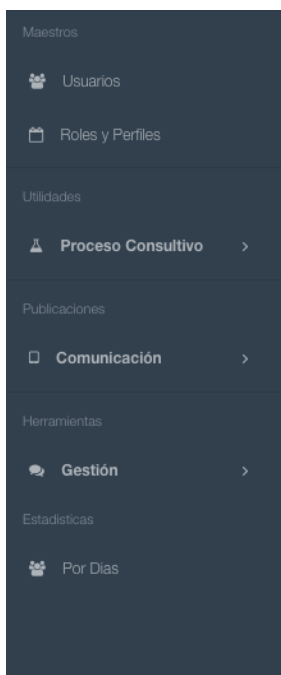 Maestros
Usuarios
Roles y Perfiles
Utilidades
Proceso Consultivo
Publicaciones
Comunicación
Herramientas
Gestión
Estadisticas
Por Dias